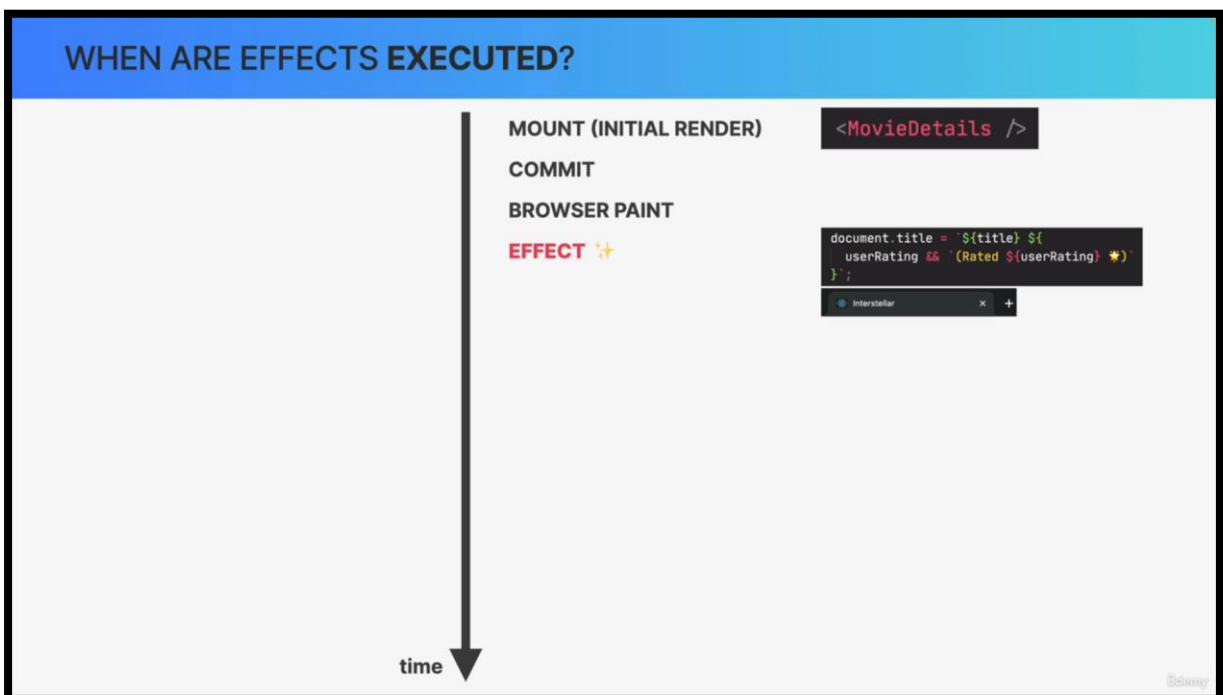 WHEN ARE EFFECTS EXECUTED?
MOUNT (INITIAL RENDER)
<MovieDetails />
COMMIT
BROWSER PAINT
EFFECT ✨
document.title = `${title} ${
userRating && `(Rated ${userRating} 🌟)`
}`;
Interstellar × +
time
Udemy